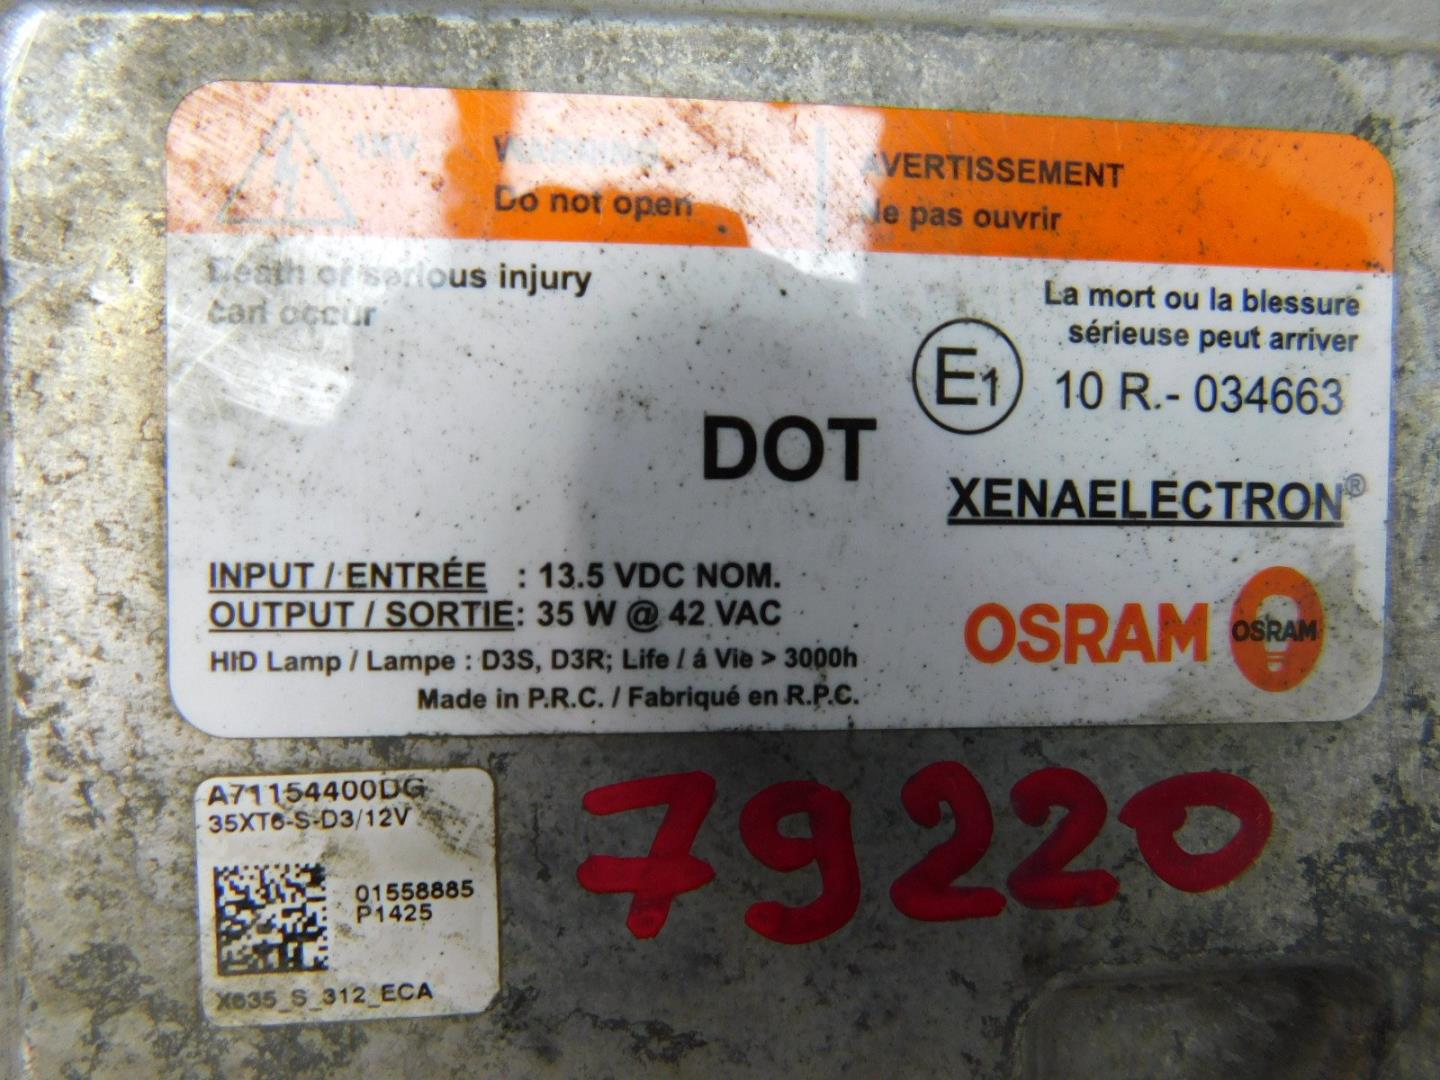 1KV
WARNING
Do not open
AVERTISSEMENT
Ne pas ouvrir
Death or serious injury
can occur
La mort ou la blessure
sérieuse peut arriver
E1 10 R.- 034663
DOT
XENAELECTRON®
INPUT / ENTRÉE : 13.5 VDC NOM.
OUTPUT / SORTIE: 35 W @ 42 VAC
HID Lamp / Lampe : D3S, D3R; Life / á Vie > 3000h
Made in P.R.C. / Fabriqué en R.P.C.
OSRAM OSRAM
A71154400DG
35XT6-S-D3/12V
01558885
P1425
X635_S_312_ECA
79220